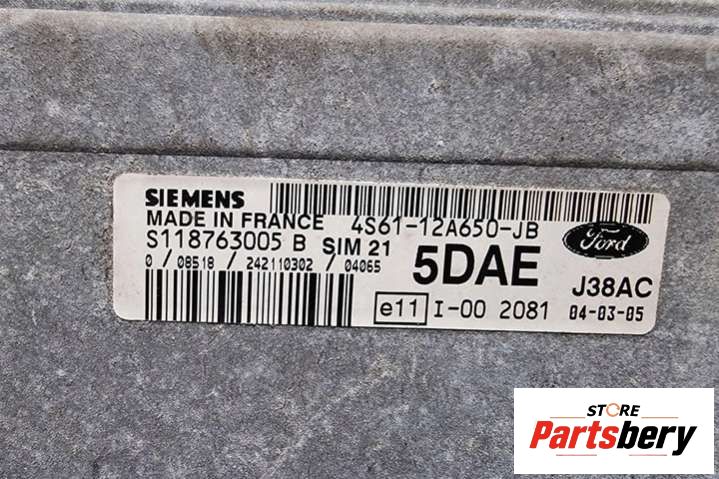 SIEMENS
MADE IN FRANCE 4S61-12A650-JB
S118763005 B SIM 21
0 / 08518 / 242110302 / 04065
5DAE
Ford
J38AC
e11 I-00 2081 04-03-05
STORE
Partsbery